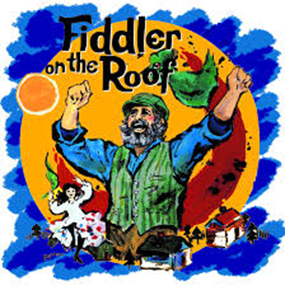 Fiddler
on the Roof